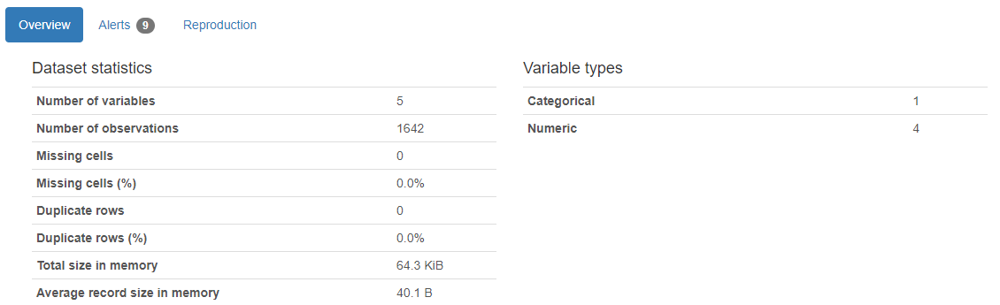 Overview Alerts 9 Reproduction
Dataset statistics
Number of variables 5
Number of observations 1642
Missing cells 0
Missing cells (%) 0.0%
Duplicate rows 0
Duplicate rows (%) 0.0%
Total size in memory 64.3 KiB
Average record size in memory 40.1 B
Variable types
Categorical 1
Numeric 4